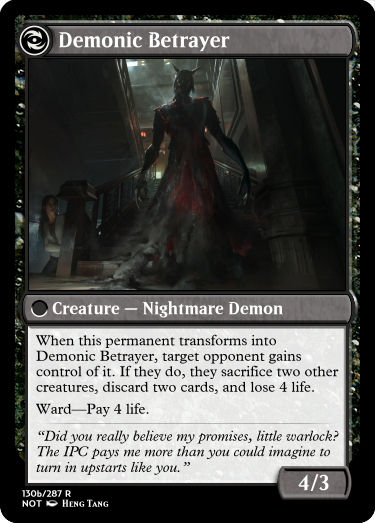 Demonic Betrayer
Creature — Nightmare Demon
When this permanent transforms into
Demonic Betrayer, target opponent gains
control of it. If they do, they sacrifice two other
creatures, discard two cards, and lose 4 life.
Ward—Pay 4 life.
“Did you really believe my promises, little warlock?
The IPC pays me more than you could imagine to
turn in upstarts like you.”
4/3
130b/287 R
NOT HENG TANG